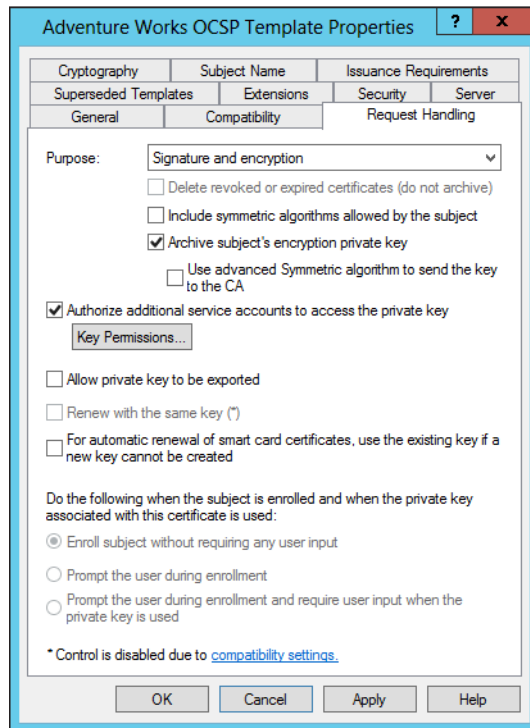 Adventure Works OCSP Template Properties
?
x
Cryptography
Subject Name
Issuance Requirements
Superseded Templates
Extensions
Security
Server
General
Compatibility
Request Handling
Purpose:
Signature and encryption
Delete revoked or expired certificates (do not archive)
Include symmetric algorithms allowed by the subject
Archive subject's encryption private key
Use advanced Symmetric algorithm to send the key
to the CA
Authorize additional service accounts to access the private key
Key Permissions...
Allow private key to be exported
Renew with the same key (*)
For automatic renewal of smart card certificates, use the existing key if a
new key cannot be created
Do the following when the subject is enrolled and when the private key
associated with this certificate is used:
Enroll subject without requiring any user input
Prompt the user during enrollment
Prompt the user during enrollment and require user input when the
private key is used
* Control is disabled due to compatibility settings.
OK
Cancel
Apply
Help